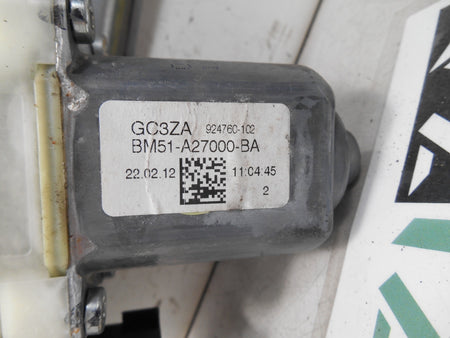 GC3ZA 924760-102
BM51-A27000-BA
22.02.12 11:04:45
2